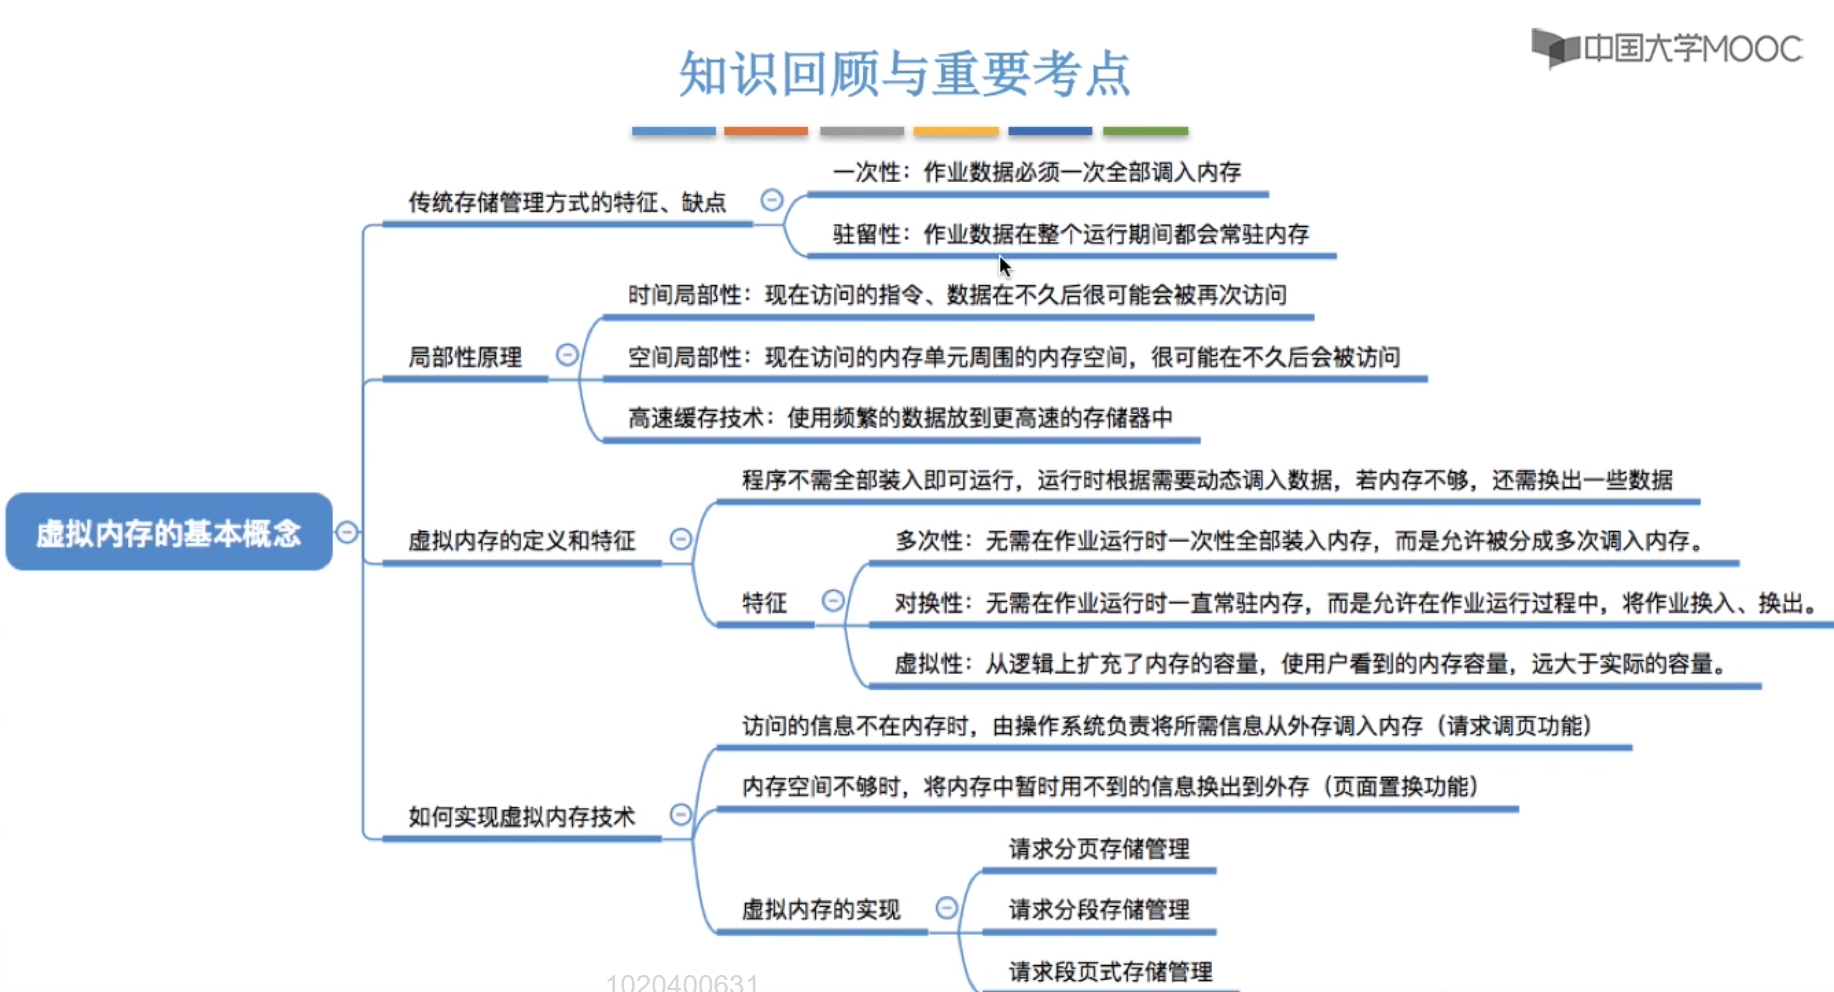 中国大学MOOC
知识回顾与重要考点
一次性：作业数据必须一次全部调入内存
传统存储管理方式的特征、缺点
驻留性：作业数据在整个运行期间都会常驻内存
时间局部性：现在访问的指令、数据在不久后很可能会被再次访问
局部性原理
空间局部性：现在访问的内存单元周围的内存空间，很可能在不久后会被访问
高速缓存技术：使用频繁的数据放到更高速的存储器中
虚拟内存的基本概念
程序不需全部装入即可运行，运行时根据需要动态调入数据，若内存不够，还需换出一些数据
虚拟内存的定义和特征
多次性：无需在作业运行时一次性全部装入内存，而是允许被分成多次调入内存。
特征
对换性：无需在作业运行时一直常驻内存，而是允许在作业运行过程中，将作业换入、换出。
虚拟性：从逻辑上扩充了内存的容量，使用户看到的内存容量，远大于实际的容量。
访问的信息不在内存时，由操作系统负责将所需信息从外存调入内存（请求调页功能）
内存空间不够时，将内存中暂时用不到的信息换出到外存（页面置换功能）
如何实现虚拟内存技术
请求分页存储管理
虚拟内存的实现
请求分段存储管理
请求段页式存储管理
1020400631